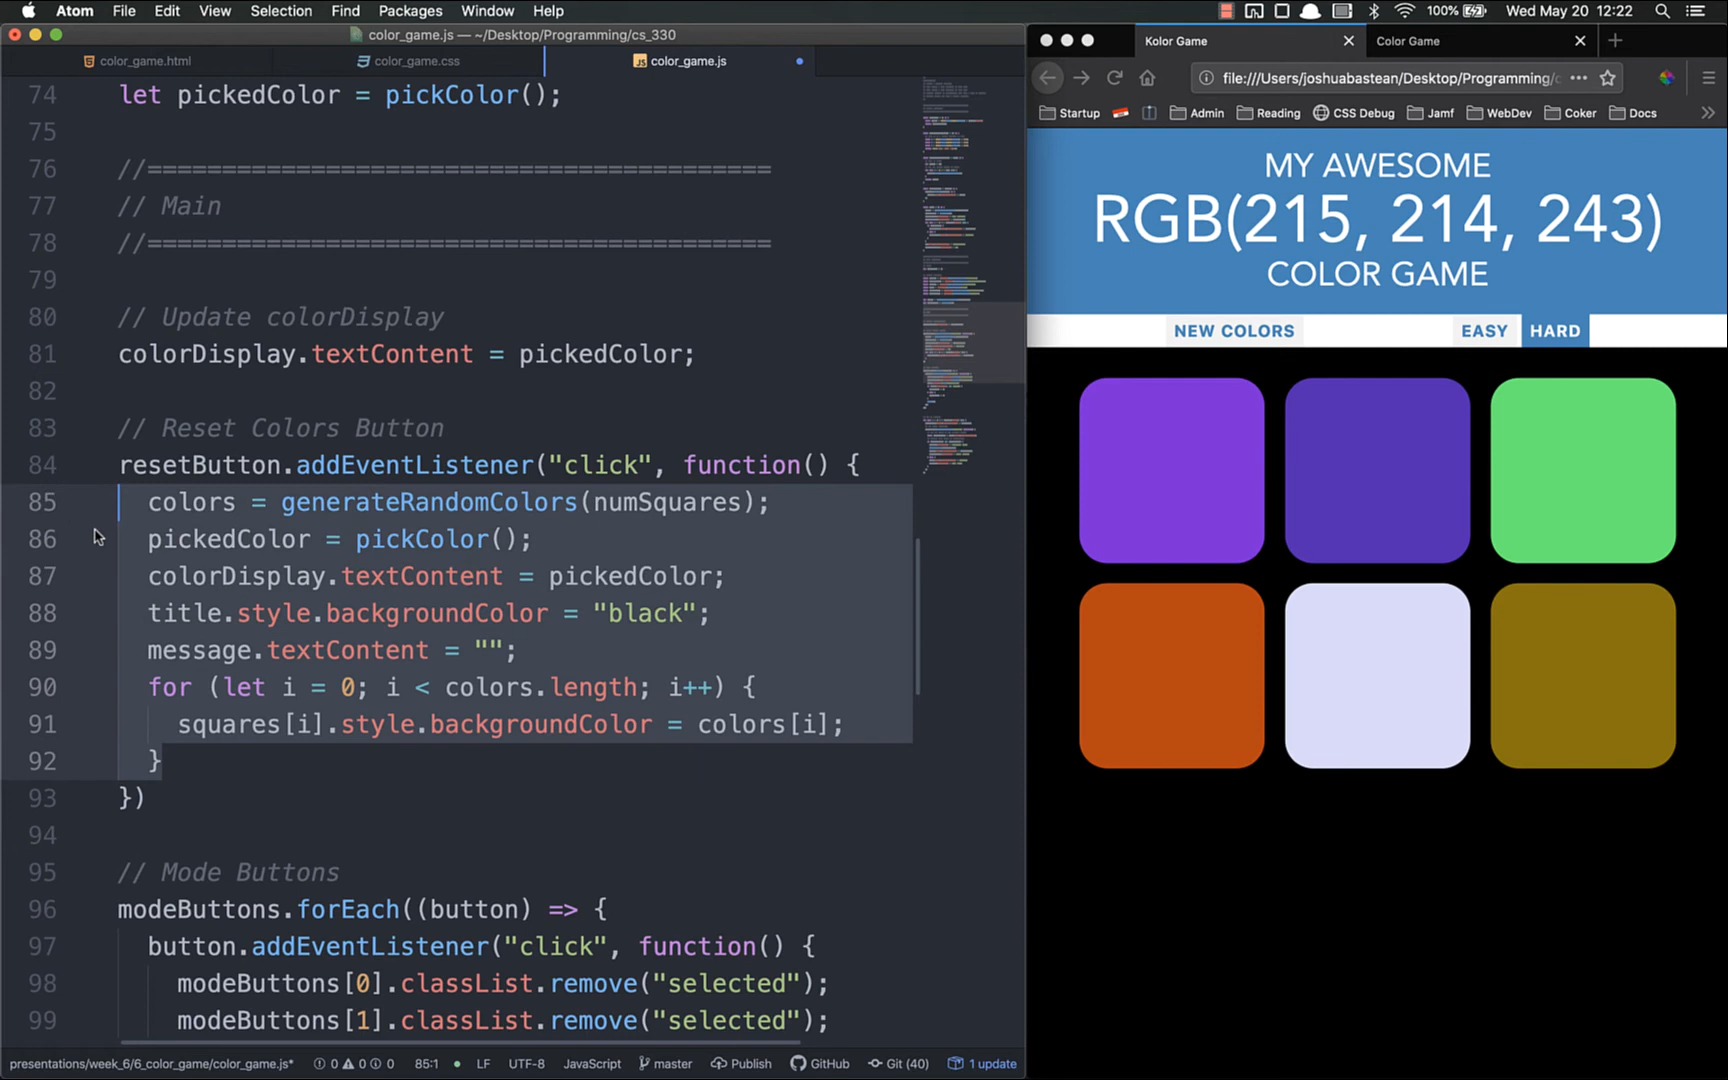 Atom File Edit View Selection Find Packages Window Help 100% Wed May 20 12:22
color_game.js — ~/Desktop/Programming/cs_330
color_game.html color_game.css color_game.js
74 let pickedColor = pickColor();
75
76 //==========================================
77 // Main
78 //==========================================
79
80 // Update colorDisplay
81 colorDisplay.textContent = pickedColor;
82
83 // Reset Colors Button
84 resetButton.addEventListener("click", function() {
85 colors = generateRandomColors(numSquares);
86 pickedColor = pickColor();
87 colorDisplay.textContent = pickedColor;
88 title.style.backgroundColor = "black";
89 message.textContent = "";
90 for (let i = 0; i < colors.length; i++) {
91 squares[i].style.backgroundColor = colors[i];
92 }
93 })
94
95 // Mode Buttons
96 modeButtons.forEach((button) => {
97 button.addEventListener("click", function() {
98 modeButtons[0].classList.remove("selected");
99 modeButtons[1].classList.remove("selected");
presentations/week_6/6_color_game/color_game.js* 0 0 0 85:1 LF UTF-8 JavaScript master Publish GitHub Git (40) 1 update
Kolor Game Color Game
file:///Users/joshuabastean/Desktop/Programming/
Startup Admin Reading CSS Debug Jamf WebDev Coker Docs
MY AWESOME
RGB(215, 214, 243)
COLOR GAME
NEW COLORS EASY HARD